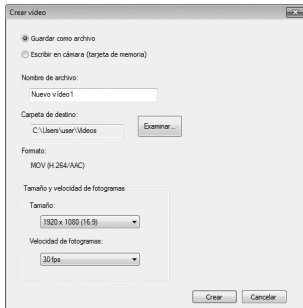 Crear vídeo
Guardar como archivo
Escribir en cámara (tarjeta de memoria)
Nombre de archivo:
Nuevo vídeo1
Carpeta de destino:
C:\Users\user\Videos
Examinar...
Formato:
MOV (H.264/AAC)
Tamaño y velocidad de fotogramas
Tamaño:
1920 x 1080 (16:9)
Velocidad de fotogramas:
30 fps
Crear Cancelar